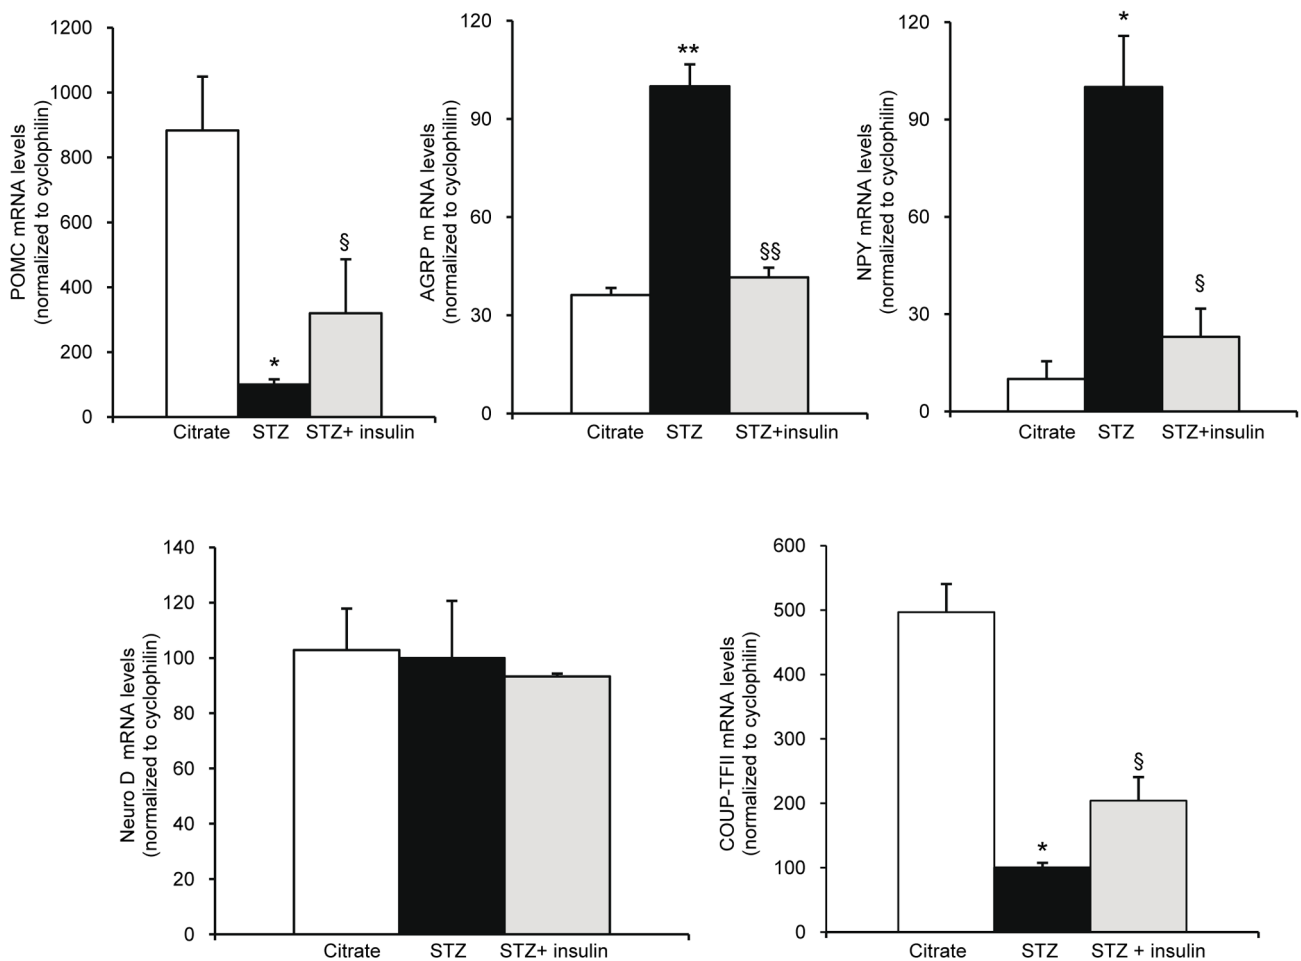 POMC mRNA levels
(normalized to cyclophilin)
1200
1000
800
600
400
200
0
§
*
Citrate STZ STZ+ insulin
AGRP m RNA levels
(normalized to cyclophilin)
120
90
60
30
0
**
§§
Citrate STZ STZ+insulin
NPY mRNA levels
(normalized to cyclophilin)
120
90
60
30
0
*
§
Citrate STZ STZ+insulin
Neuro D mRNA levels
(normalized to cyclophilin)
140
120
100
80
60
40
20
0
Citrate STZ STZ+ insulin
COUP-TFII mRNA levels
(normalized to cyclophilin)
600
500
400
300
200
100
0
§
*
Citrate STZ STZ + insulin